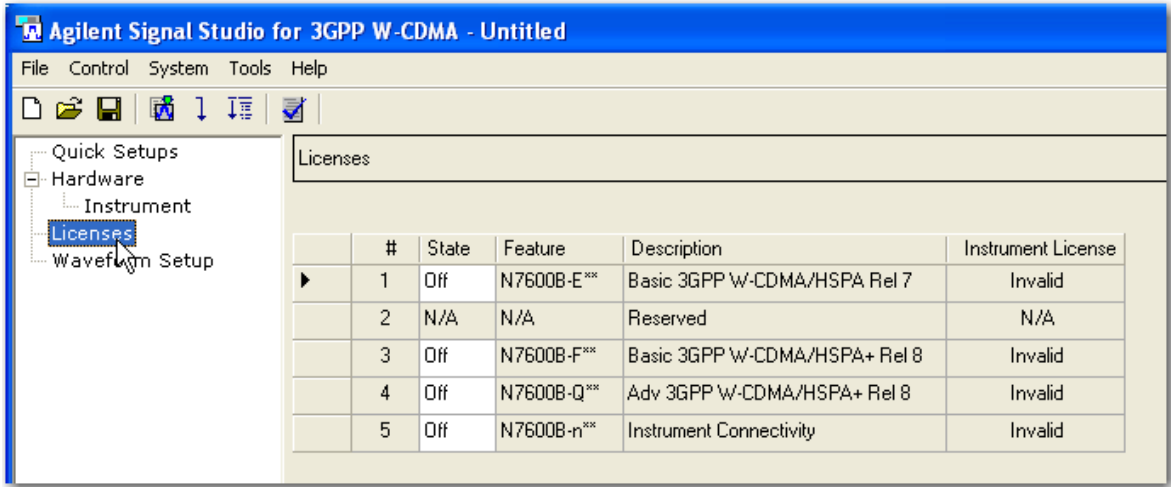 Agilent Signal Studio for 3GPP W-CDMA - Untitled
File Control System Tools Help
Quick Setups
Hardware
Instrument
Licenses
Waveform Setup
Licenses
# State Feature Description Instrument License
1 Off N7600B-E** Basic 3GPP W-CDMA/HSPA Rel 7 Invalid
2 N/A N/A Reserved N/A
3 Off N7600B-F** Basic 3GPP W-CDMA/HSPA+ Rel 8 Invalid
4 Off N7600B-Q** Adv 3GPP W-CDMA/HSPA+ Rel 8 Invalid
5 Off N7600B-n** Instrument Connectivity Invalid